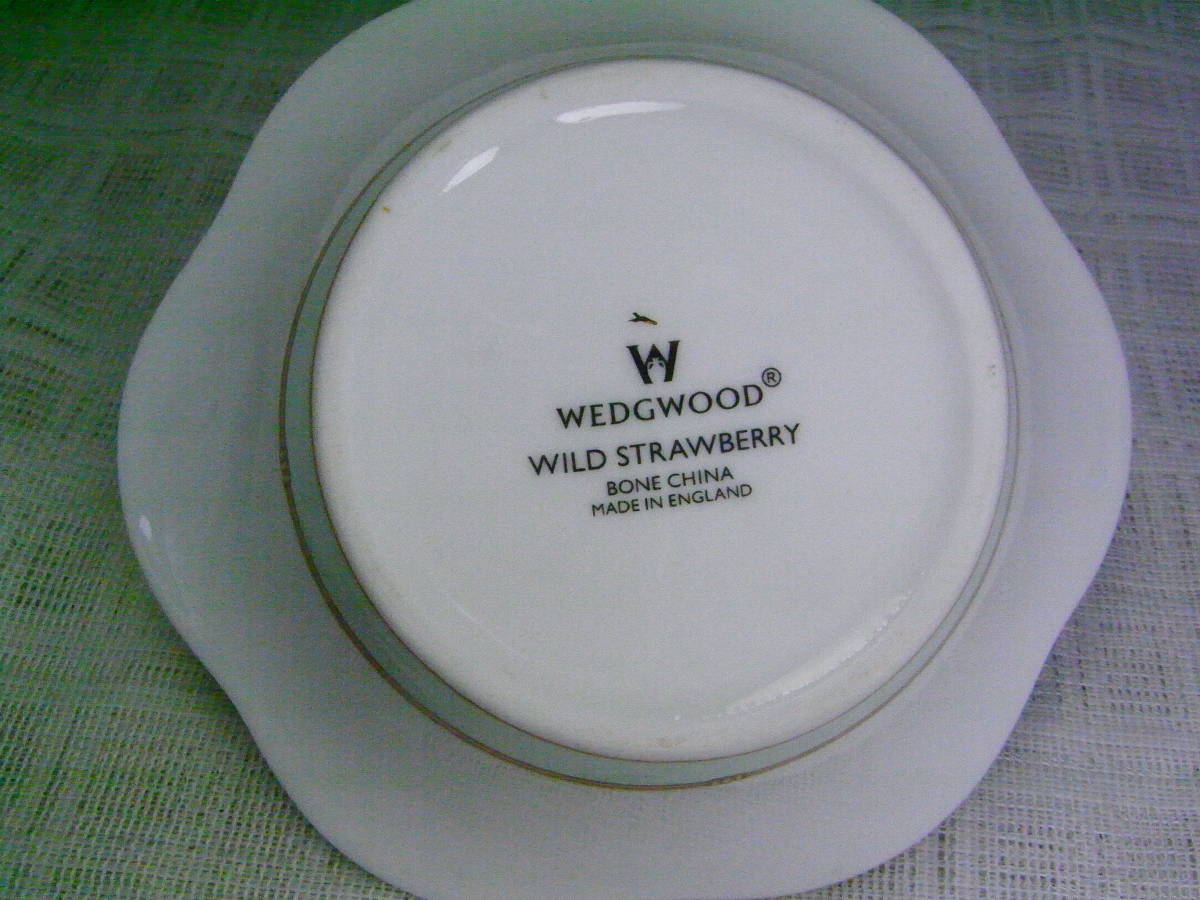 W
WEDGWOOD®
WILD STRAWBERRY
BONE CHINA
MADE IN ENGLAND